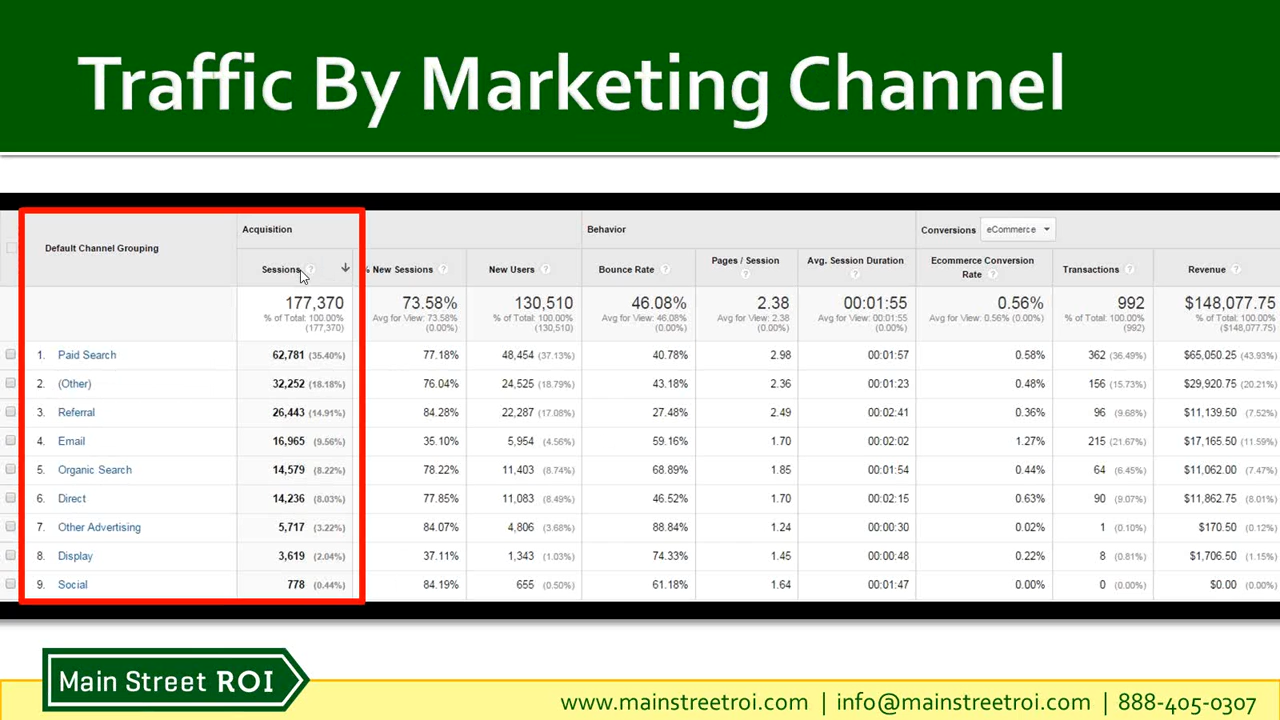 Traffic By Marketing Channel
Default Channel Grouping
Acquisition
Behavior
Conversions eCommerce
Sessions ? % New Sessions ? New Users ? Bounce Rate ? Pages / Session ? Avg. Session Duration ? Ecommerce Conversion Rate ? Transactions ? Revenue ?
177,370 73.58% 130,510 46.08% 2.38 00:01:55 0.56% 992 $148,077.75
% of Total: 100.00% (177,370) Avg for View: 73.58% (0.00%) % of Total: 100.00% (130,510) Avg for View: 46.08% (0.00%) Avg for View: 2.38 (0.00%) Avg for View: 00:01:55 (0.00%) Avg for View: 0.56% (0.00%) % of Total: 100.00% (992) % of Total: 100.00% ($148,077.75)
1. Paid Search 62,781 (35.40%) 77.18% 48,454 (37.13%) 40.78% 2.98 00:01:57 0.58% 362 (36.49%) $65,050.25 (43.93%)
2. (Other) 32,252 (18.18%) 76.04% 24,525 (18.79%) 43.18% 2.36 00:01:23 0.48% 156 (15.73%) $29,920.75 (20.21%)
3. Referral 26,443 (14.91%) 84.28% 22,287 (17.08%) 27.48% 2.49 00:02:41 0.36% 96 (9.68%) $11,139.50 (7.52%)
4. Email 16,965 (9.56%) 35.10% 5,954 (4.56%) 59.16% 1.70 00:02:02 1.27% 215 (21.67%) $17,165.50 (11.59%)
5. Organic Search 14,579 (8.22%) 78.22% 11,403 (8.74%) 68.89% 1.85 00:01:54 0.44% 64 (6.45%) $11,062.00 (7.47%)
6. Direct 14,236 (8.03%) 77.85% 11,083 (8.49%) 46.52% 1.70 00:02:15 0.63% 90 (9.07%) $11,862.75 (8.01%)
7. Other Advertising 5,717 (3.22%) 84.07% 4,806 (3.68%) 88.84% 1.24 00:00:30 0.02% 1 (0.10%) $170.50 (0.12%)
8. Display 3,619 (2.04%) 37.11% 1,343 (1.03%) 74.33% 1.45 00:00:48 0.22% 8 (0.81%) $1,706.50 (1.15%)
9. Social 778 (0.44%) 84.19% 655 (0.50%) 61.18% 1.64 00:01:47 0.00% 0 (0.00%) $0.00 (0.00%)
Main Street ROI
www.mainstreetroi.com | info@mainstreetroi.com | 888-405-0307